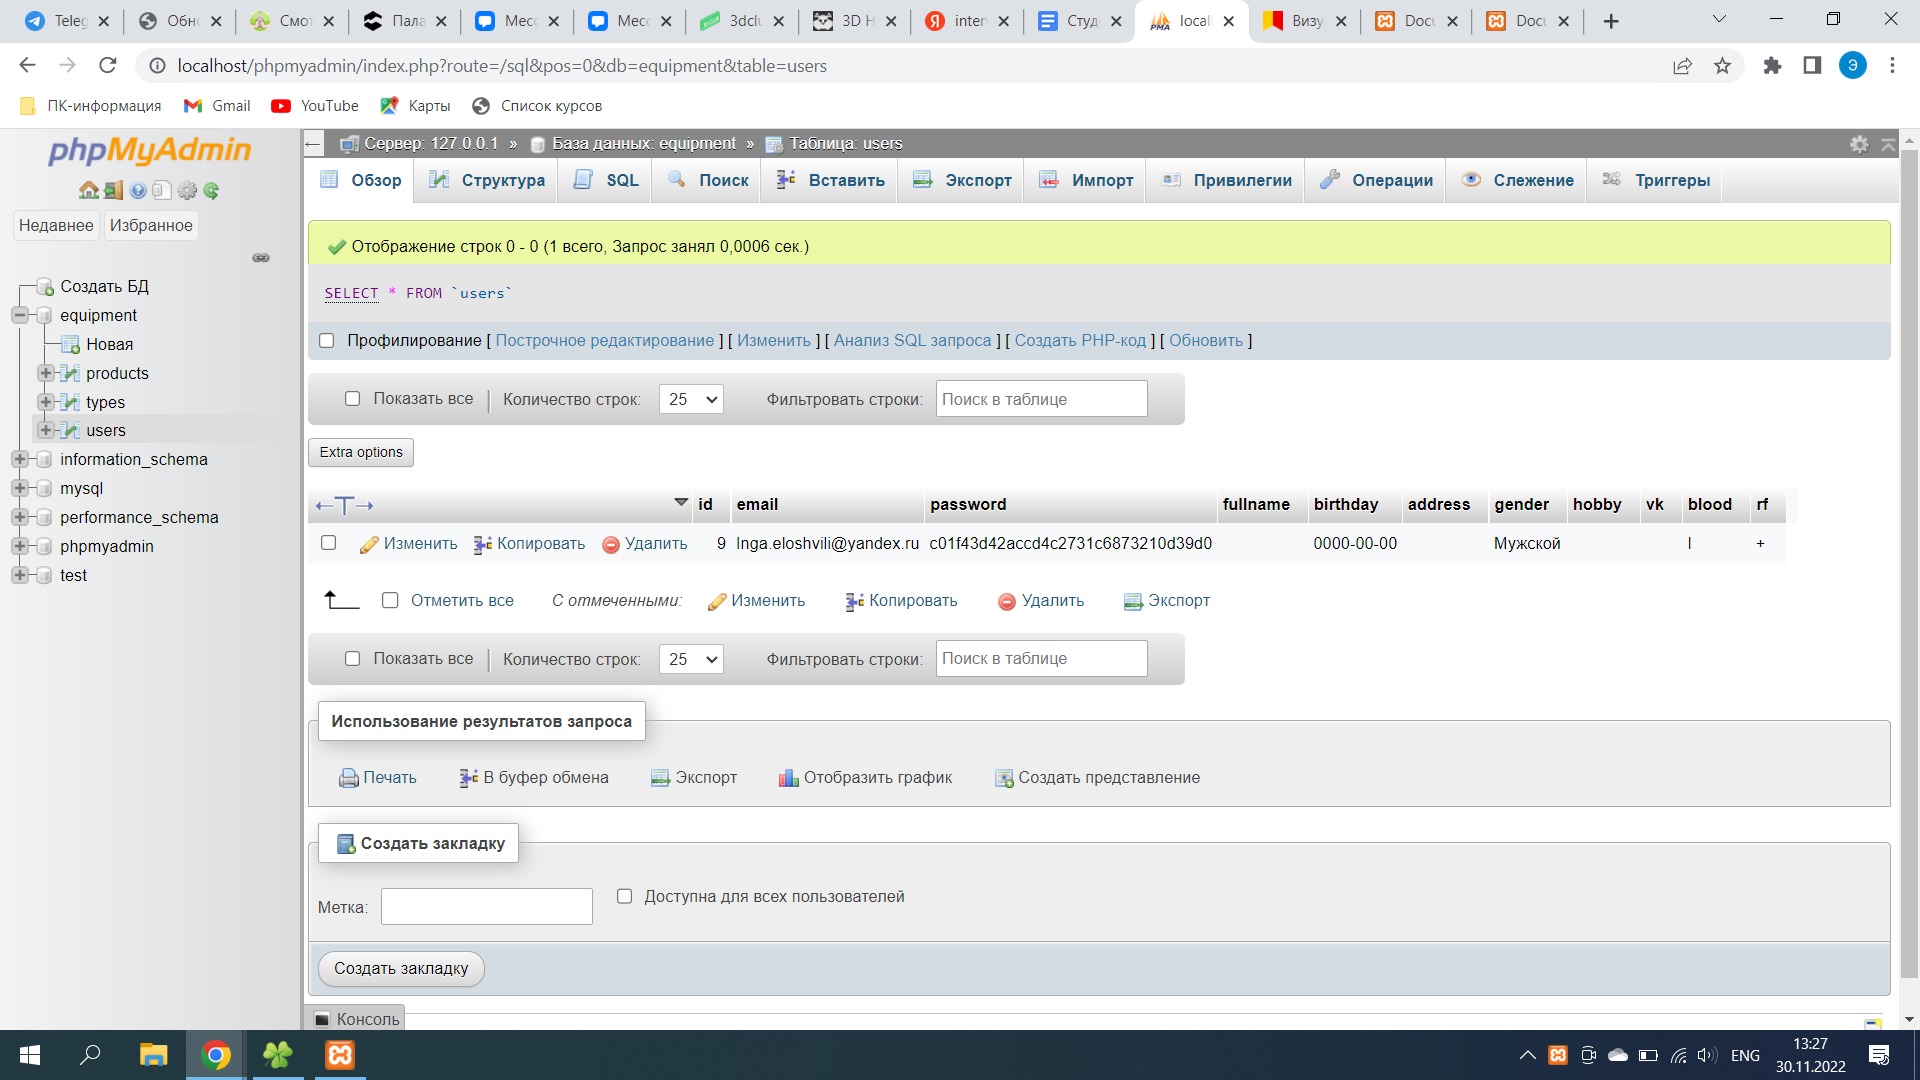 Teleg
Обно
Смот
Пала
Месс
Месс
3dclu
3D H
inter
Студ
local
Визу
Docu
Docu
localhost/phpmyadmin/index.php?route=/sql&pos=0&db=equipment&table=users
Э
ПК-информация
Gmail
YouTube
Карты
Список курсов
phpMyAdmin
Недавнее
Избранное
Создать БД
equipment
Новая
products
types
users
information_schema
mysql
performance_schema
phpmyadmin
test
Сервер: 127.0.0.1 » База данных: equipment » Таблица: users
Обзор
Структура
SQL
Поиск
Вставить
Экспорт
Импорт
Привилегии
Операции
Слежение
Триггеры
Отображение строк 0 - 0 (1 всего, Запрос занял 0,0006 сек.)
SELECT * FROM `users`
Профилирование [ Построчное редактирование ] [ Изменить ] [ Анализ SQL запроса ] [ Создать PHP-код ] [ Обновить ]
Показать все | Количество строк: 25 Фильтровать строки: Поиск в таблице
Extra options
←T→ id email password fullname birthday address gender hobby vk blood rf
Изменить Копировать Удалить 9 Inga.eloshvili@yandex.ru c01f43d42accd4c2731c6873210d39d0 0000-00-00 Мужской I +
Отметить все С отмеченными: Изменить Копировать Удалить Экспорт
Показать все | Количество строк: 25 Фильтровать строки: Поиск в таблице
Использование результатов запроса
Печать В буфер обмена Экспорт Отобразить график Создать представление
Создать закладку
Метка: Доступна для всех пользователей
Создать закладку
Консоль
ENG
13:27
30.11.2022